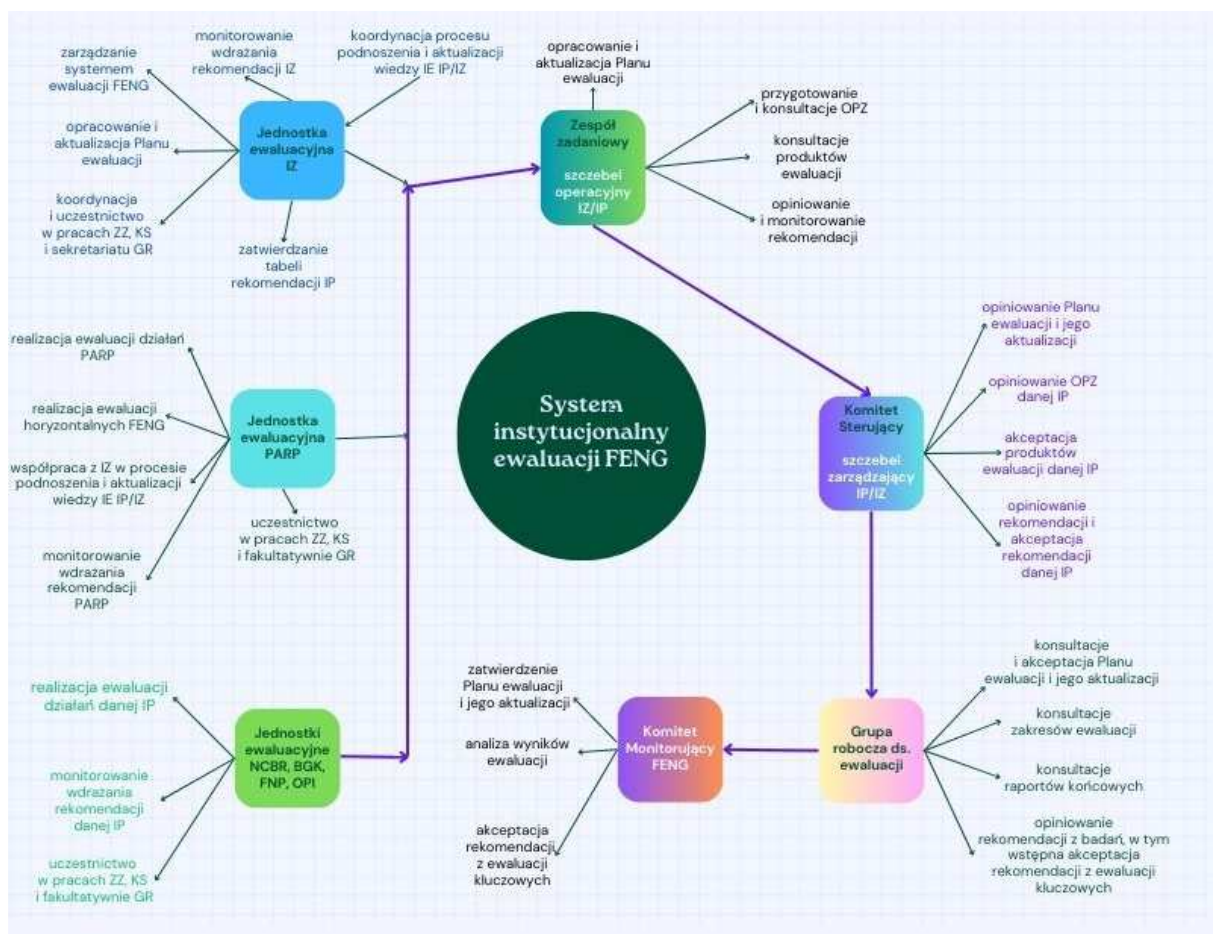 zarządzanie
systemem
ewaluacji FENG
monitorowanie
wdrażania
rekomendacji IZ
koordynacja procesu
podnoszenia i aktualizacji
wiedzy IE IP/IZ
opracowanie i
aktualizacja Planu
ewaluacji
koordynacja
i uczestnictwo
w pracach ZZ, KS
i sekretariatu GR
Jednostka
ewaluacyjna
IZ
zatwierdzanie
tabeli
rekomendacji IP
opracowanie i
aktualizacja Planu
ewaluacji
Zespół
zadaniowy
szczebel
operacyjny
IZ/IP
przygotowanie
i konsultacje OPZ
konsultacje
produktów
ewaluacji
opiniowanie
i monitorowanie
rekomendacji
realizacja ewaluacji działań
PARP
realizacja ewaluacji
horyzontalnych FENG
współpraca z IZ w procesie
podnoszenia i aktualizacji
wiedzy IE IP/IZ
monitorowanie
wdrażania
rekomendacji
PARP
Jednostka
ewaluacyjna
PARP
uczestnictwo
w pracach ZZ, KS
i fakultatywnie GR
System
instytucjonalny
ewaluacji FENG
Komitet
Sterujący
szczebel
zarządzający
IP/IZ
opiniowanie Planu
ewaluacji i jego
aktualizacji
opiniowanie OPZ
danej IP
akceptacja
produktów
ewaluacji danej IP
opiniowanie
rekomendacji i
akceptacja
rekomendacji
danej IP
realizacja ewaluacji
działań danej IP
monitorowanie
wdrażania
rekomendacji
danej IP
uczestnictwo
w pracach ZZ, KS
i fakultatywnie GR
Jednostki
ewaluacyjne
NCBR, BGK,
FNP, OPI
zatwierdzenie
Planu ewaluacji
i jego aktualizacji
analiza wyników
ewaluacji
akceptacja
rekomendacji
z ewaluacji
kluczowych
Komitet
Monitorujący
FENG
Grupa
robocza ds.
ewaluacji
konsultacje
i akceptacja Planu
ewaluacji i jego aktualizacji
konsultacje
zakresów ewaluacji
konsultacje
raportów końcowych
opiniowanie
rekomendacji z badań, w tym
wstępna akceptacja
rekomendacji z ewaluacji
kluczowych